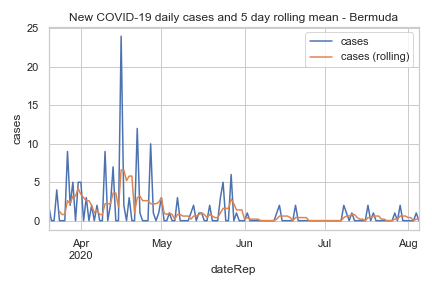 New COVID-19 daily cases and 5 day rolling mean - Bermuda
cases
cases (rolling)
25
20
15
10
5
0
cases
Apr
2020
May
Jun
Jul
Aug
dateRep